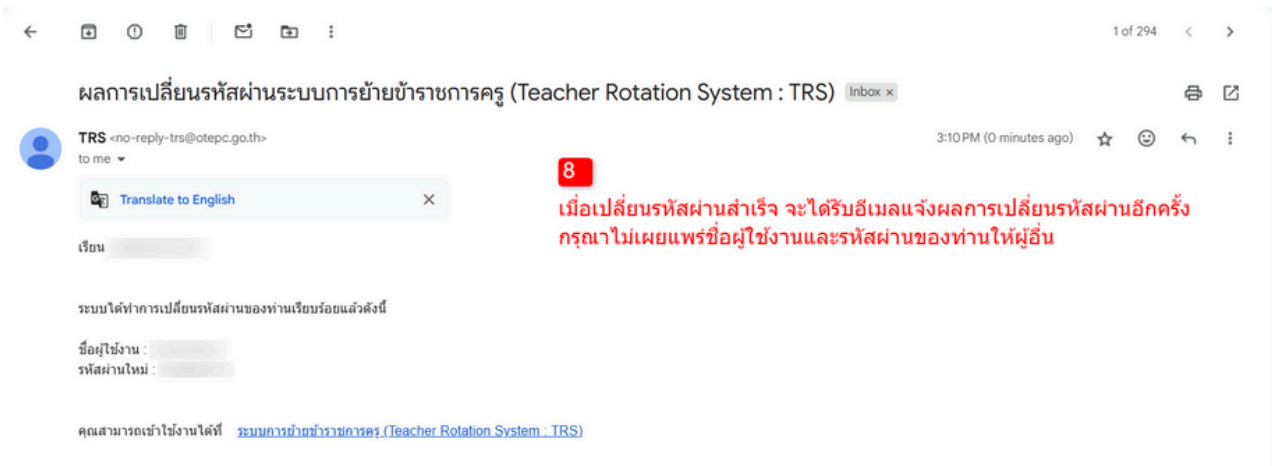 1 of 294
ผลการเปลี่ยนรหัสผ่านระบบการย้ายข้าราชการครู (Teacher Rotation System : TRS) Inbox ×
TRS <no-reply-trs@otepc.go.th>
3:10 PM (0 minutes ago)
to me
Translate to English
8
เมื่อเปลี่ยนรหัสผ่านสำเร็จ จะได้รับอีเมลแจ้งผลการเปลี่ยนรหัสผ่านอีกครั้ง
กรุณาไม่เผยแพร่ชื่อผู้ใช้งานและรหัสผ่านของท่านให้ผู้อื่น
เรียน
ระบบได้ทำการเปลี่ยนรหัสผ่านของท่านเรียบร้อยแล้วดังนี้
ชื่อผู้ใช้งาน :
รหัสผ่านใหม่ :
คุณสามารถเข้าใช้งานได้ที่ ระบบการย้ายข้าราชการครู (Teacher Rotation System : TRS)